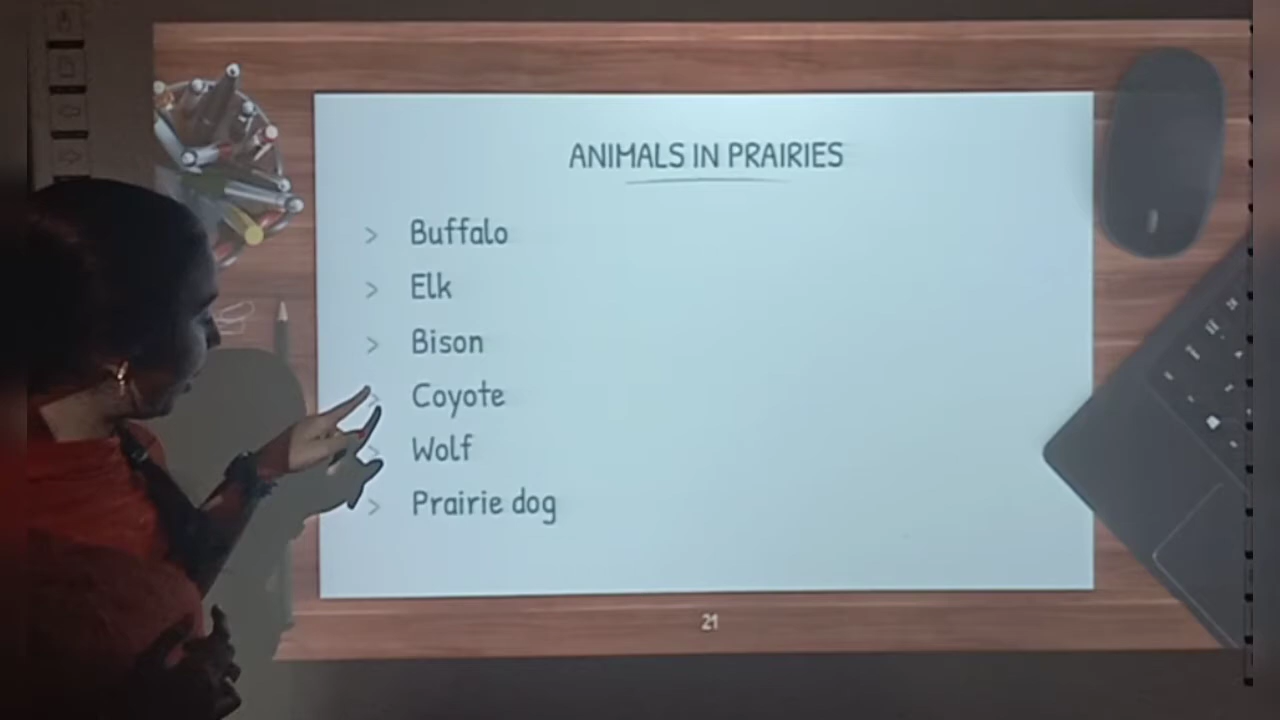 ANIMALS IN PRAIRIES
> Buffalo
> Elk
> Bison
> Coyote
> Wolf
> Prairie dog
21